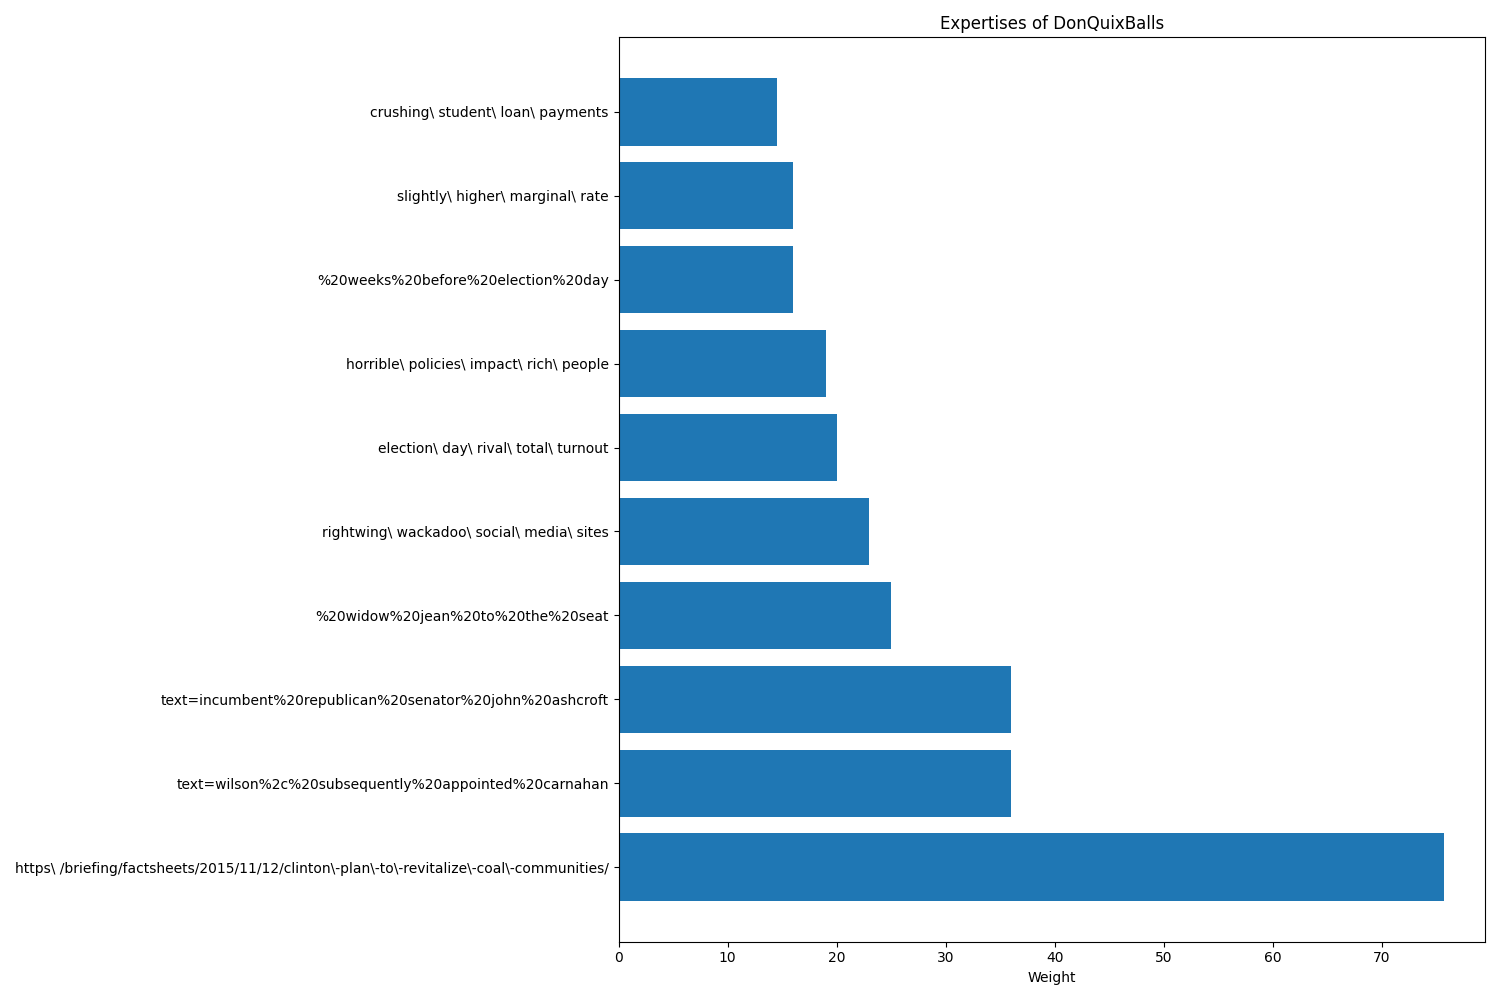 Expertises of DonQuixBalls
crushing\ student\ loan\ payments
slightly\ higher\ marginal\ rate
%20weeks%20before%20election%20day
horrible\ policies\ impact\ rich\ people
election\ day\ rival\ total\ turnout
rightwing\ wackadoo\ social\ media\ sites
%20widow%20jean%20to%20the%20seat
text=incumbent%20republican%20senator%20john%20ashcroft
text=wilson%2c%20subsequently%20appointed%20carnahan
https\ /briefing/factsheets/2015/11/12/clinton\-plan\-to\-revitalize\-coal\-communities/
0 10 20 30 40 50 60 70
Weight